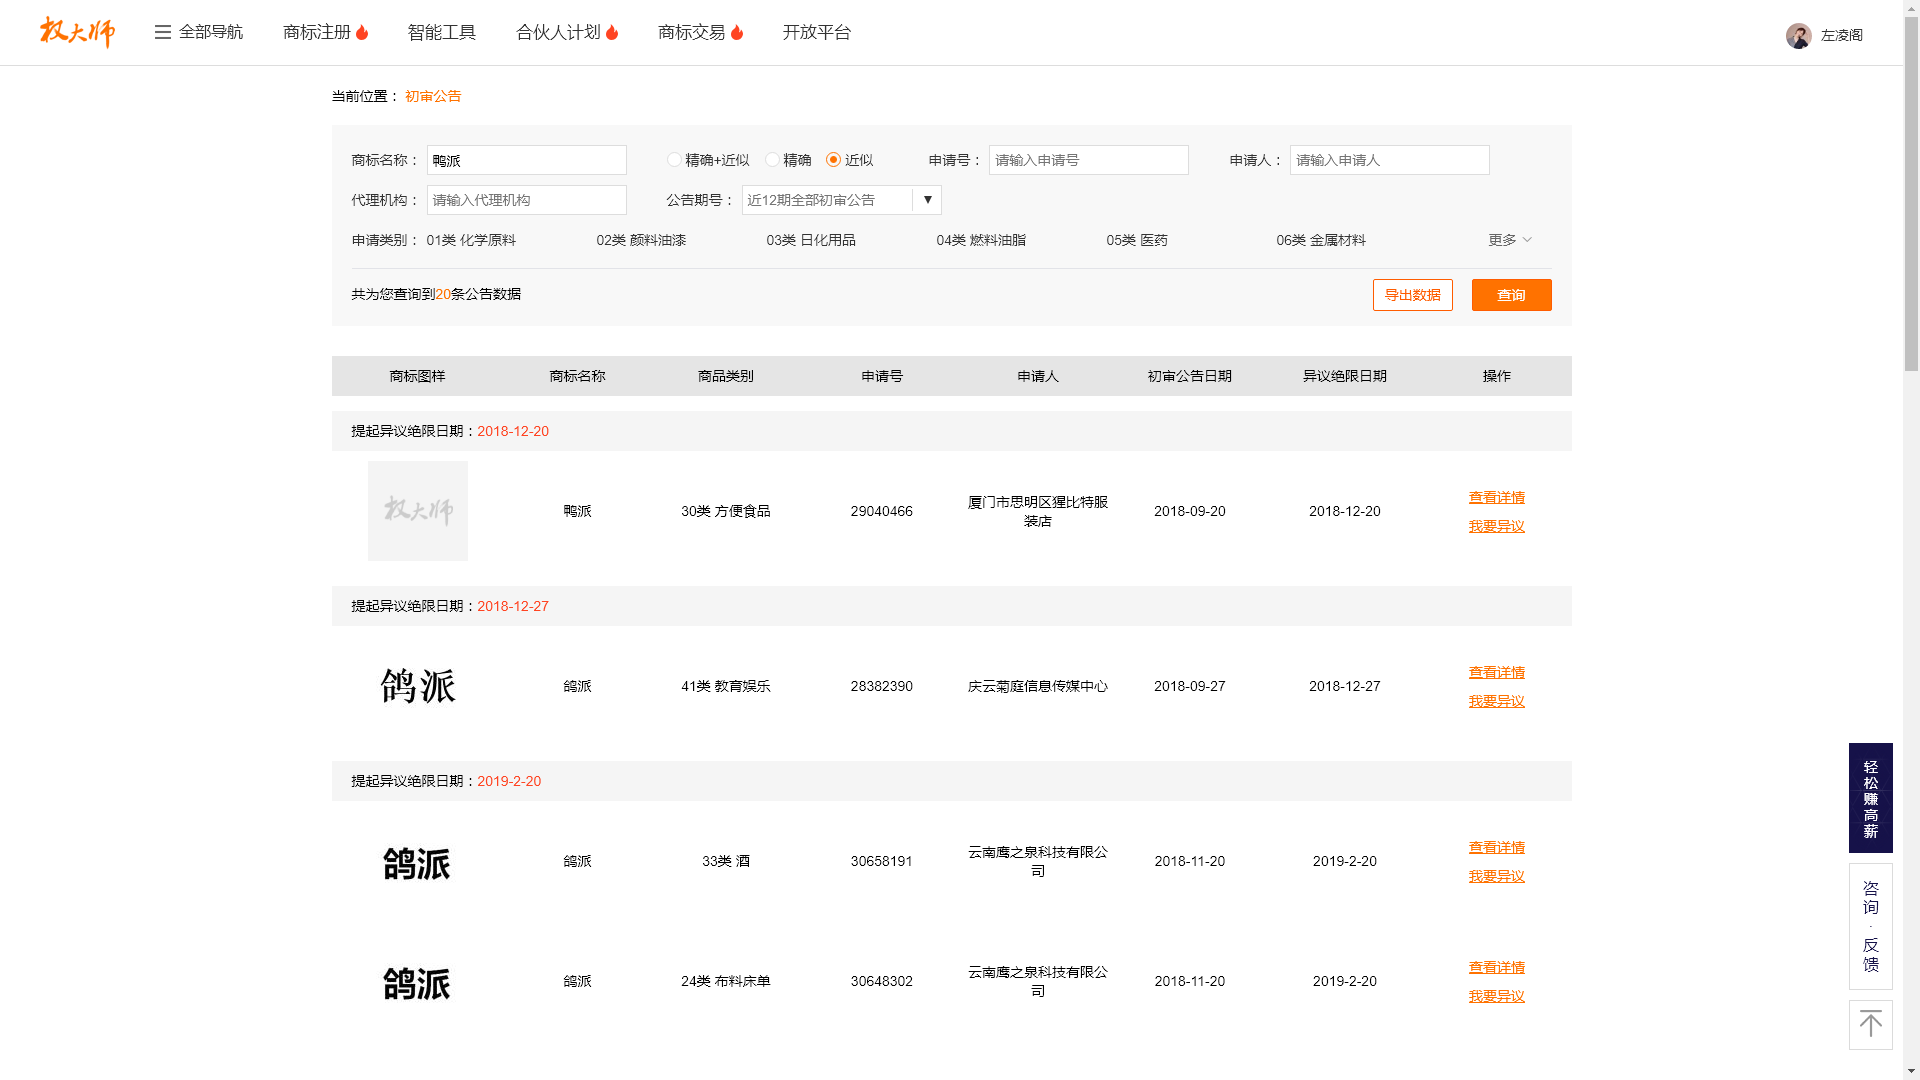 权大师 全部导航 商标注册 智能工具 合伙人计划 商标交易 开放平台 左凌阁
当前位置： 初审公告
商标名称： 鸭派 精确+近似 精确 近似 申请号： 请输入申请号 申请人： 请输入申请人
代理机构： 请输入代理机构 公告期号： 近12期全部初审公告 ▼
申请类别： 01类 化学原料 02类 颜料油漆 03类 日化用品 04类 燃料油脂 05类 医药 06类 金属材料 更多
共为您查询到20条公告数据 导出数据 查询
商标图样 商标名称 商品类别 申请号 申请人 初审公告日期 异议绝限日期 操作
提起异议绝限日期：2018-12-20
权大师 鸭派 30类 方便食品 29040466 厦门市思明区猩比特服装店 2018-09-20 2018-12-20 查看详情
我要异议
提起异议绝限日期：2018-12-27
鸽派 鸽派 41类 教育娱乐 28382390 庆云菊庭信息传媒中心 2018-09-27 2018-12-27 查看详情
我要异议
提起异议绝限日期：2019-2-20
鸽派 鸽派 33类 酒 30658191 云南鹰之泉科技有限公司 2018-11-20 2019-2-20 查看详情
我要异议
鸽派 鸽派 24类 布料床单 30648302 云南鹰之泉科技有限公司 2018-11-20 2019-2-20 查看详情
我要异议
轻松赚高薪
咨询·反馈